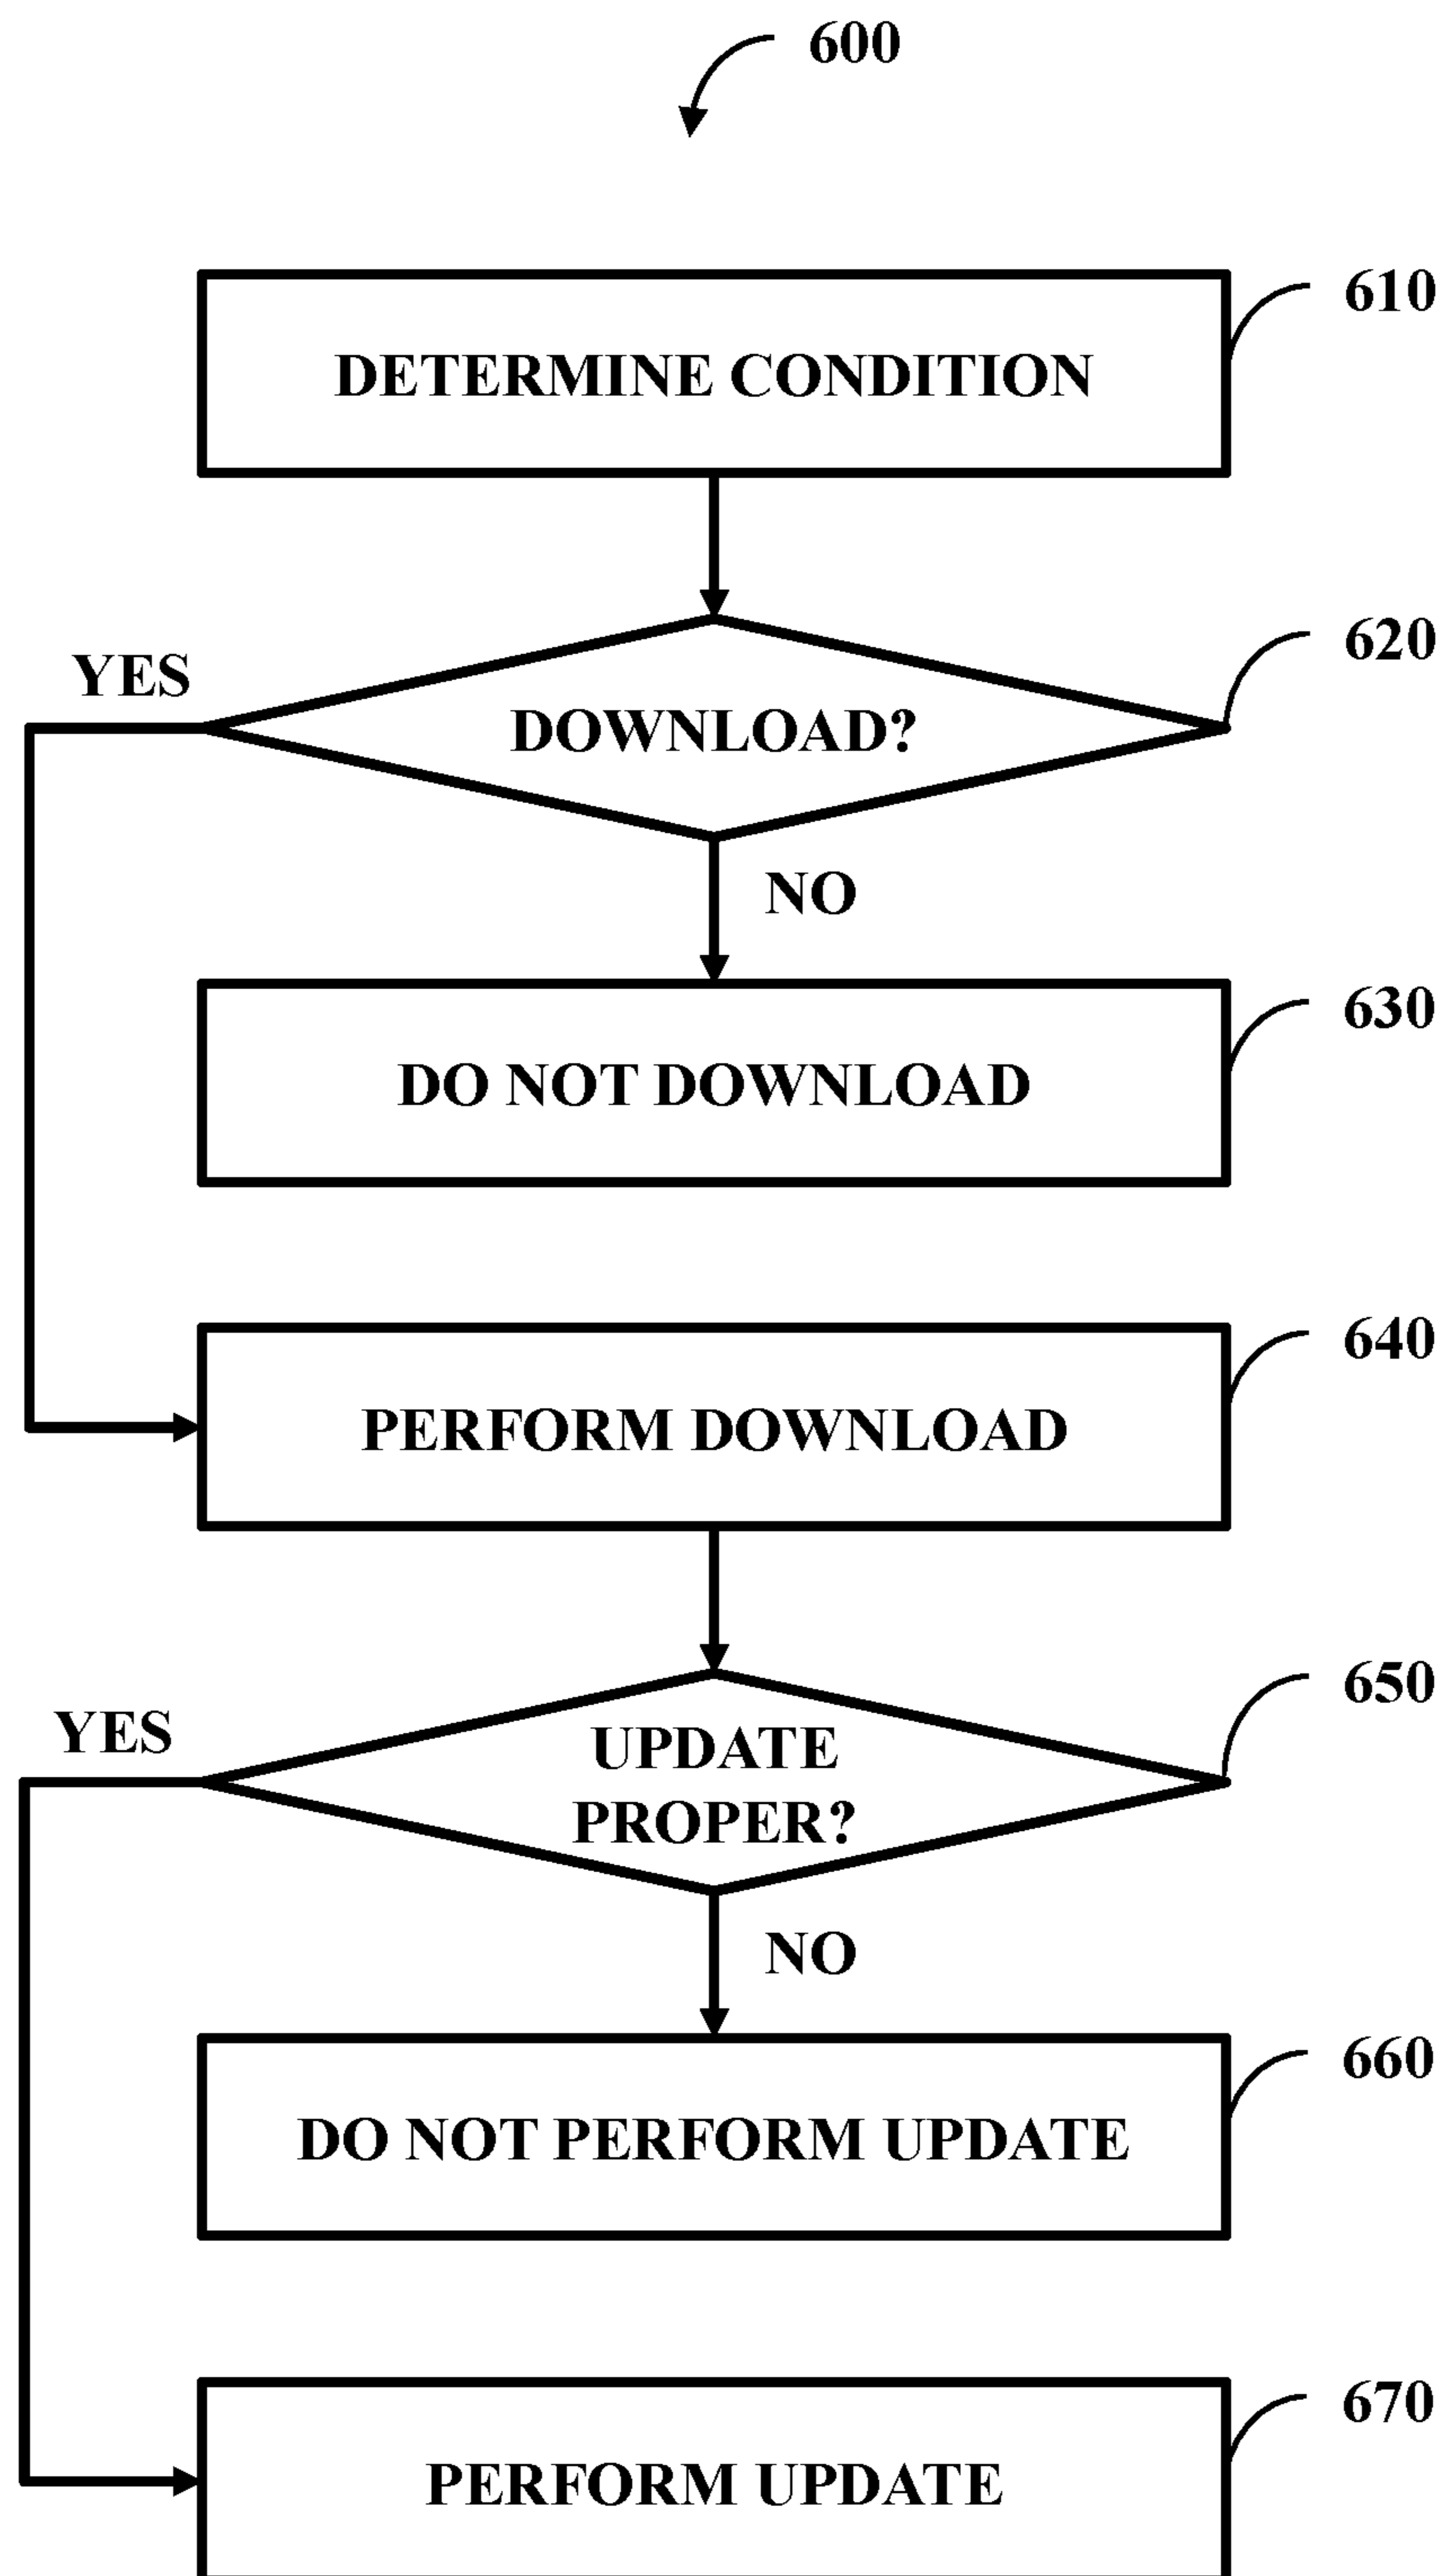 600
DETERMINE CONDITION
610
YES
DOWNLOAD?
620
NO
DO NOT DOWNLOAD
630
PERFORM DOWNLOAD
640
YES
UPDATE
PROPER?
650
NO
DO NOT PERFORM UPDATE
660
PERFORM UPDATE
670